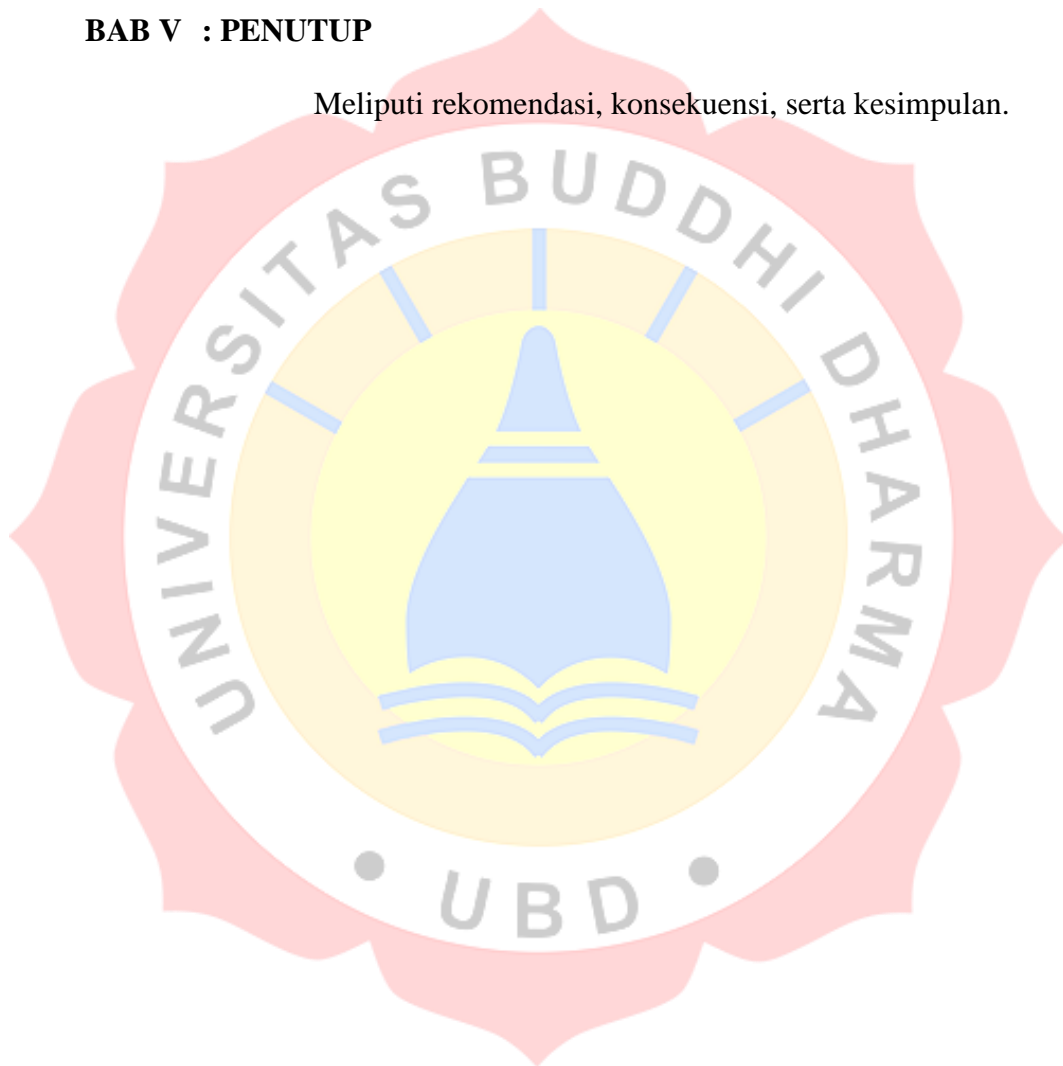 BAB V : PENUTUP
Meliputi rekomendasi, konsekuensi, serta kesimpulan.
UNIVERSITAS BUDDHI DHARMA
• UBD •